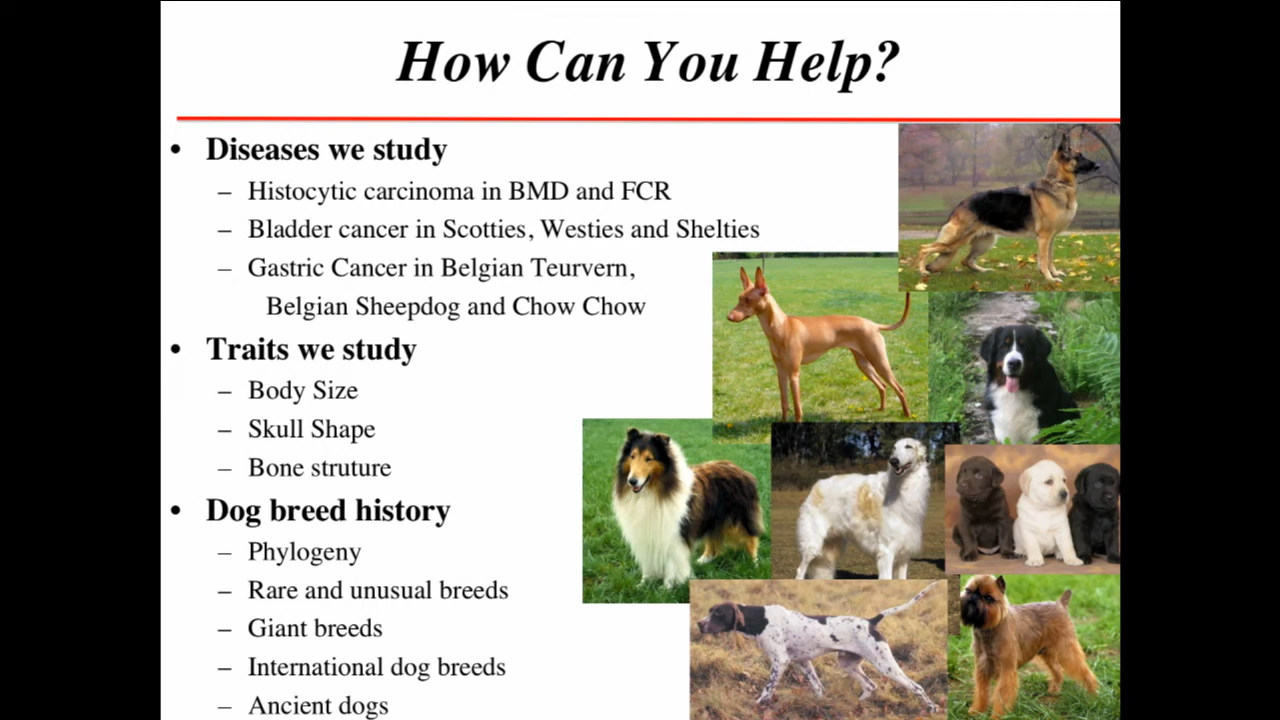 How Can You Help?
• Diseases we study
– Histocytic carcinoma in BMD and FCR
– Bladder cancer in Scotties, Westies and Shelties
– Gastric Cancer in Belgian Teurvern,
Belgian Sheepdog and Chow Chow
• Traits we study
– Body Size
– Skull Shape
– Bone struture
• Dog breed history
– Phylogeny
– Rare and unusual breeds
– Giant breeds
– International dog breeds
– Ancient dogs